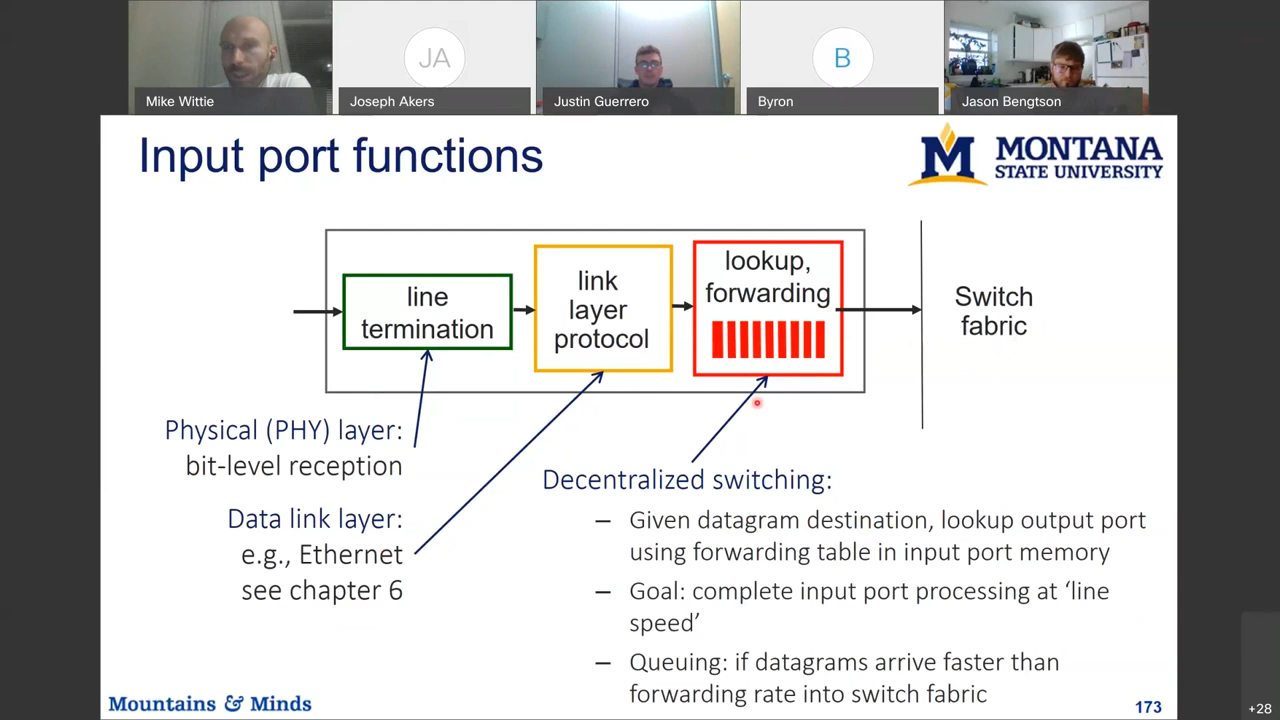 JA
B
Mike Wittie
Joseph Akers
Justin Guerrero
Byron
Jason Bengtson
Input port functions
M
MONTANA
STATE UNIVERSITY
line
termination
link
layer
protocol
lookup,
forwarding
Switch
fabric
Physical (PHY) layer:
bit-level reception
Data link layer:
e.g., Ethernet
see chapter 6
Decentralized switching:
– Given datagram destination, lookup output port
using forwarding table in input port memory
– Goal: complete input port processing at ‘line
speed’
– Queuing: if datagrams arrive faster than
forwarding rate into switch fabric
Mountains & Minds
173
+28